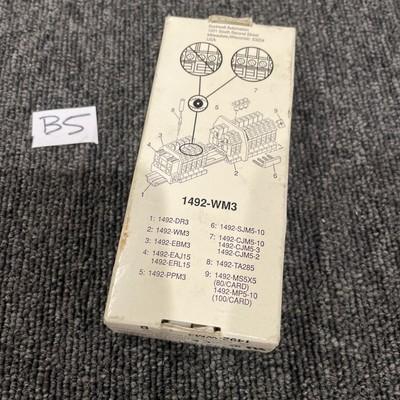 Rockwell Automation
1201 South Second Street
Milwaukee, Wisconsin 53204
USA
B5
1492-WM3
1: 1492-DR3
2: 1492-WM3
3: 1492-EBM3
4: 1492-EAJ15
1492-ERL15
5: 1492-PPM3
6: 1492-SJM5-10
7: 1492-CJM5-10
1492-CJM5-3
1492-CJM5-2
8: 1492-TA285
9: 1492-MS5X5
(80/CARD)
1492-MP5-10
(100/CARD)
1492-WM3